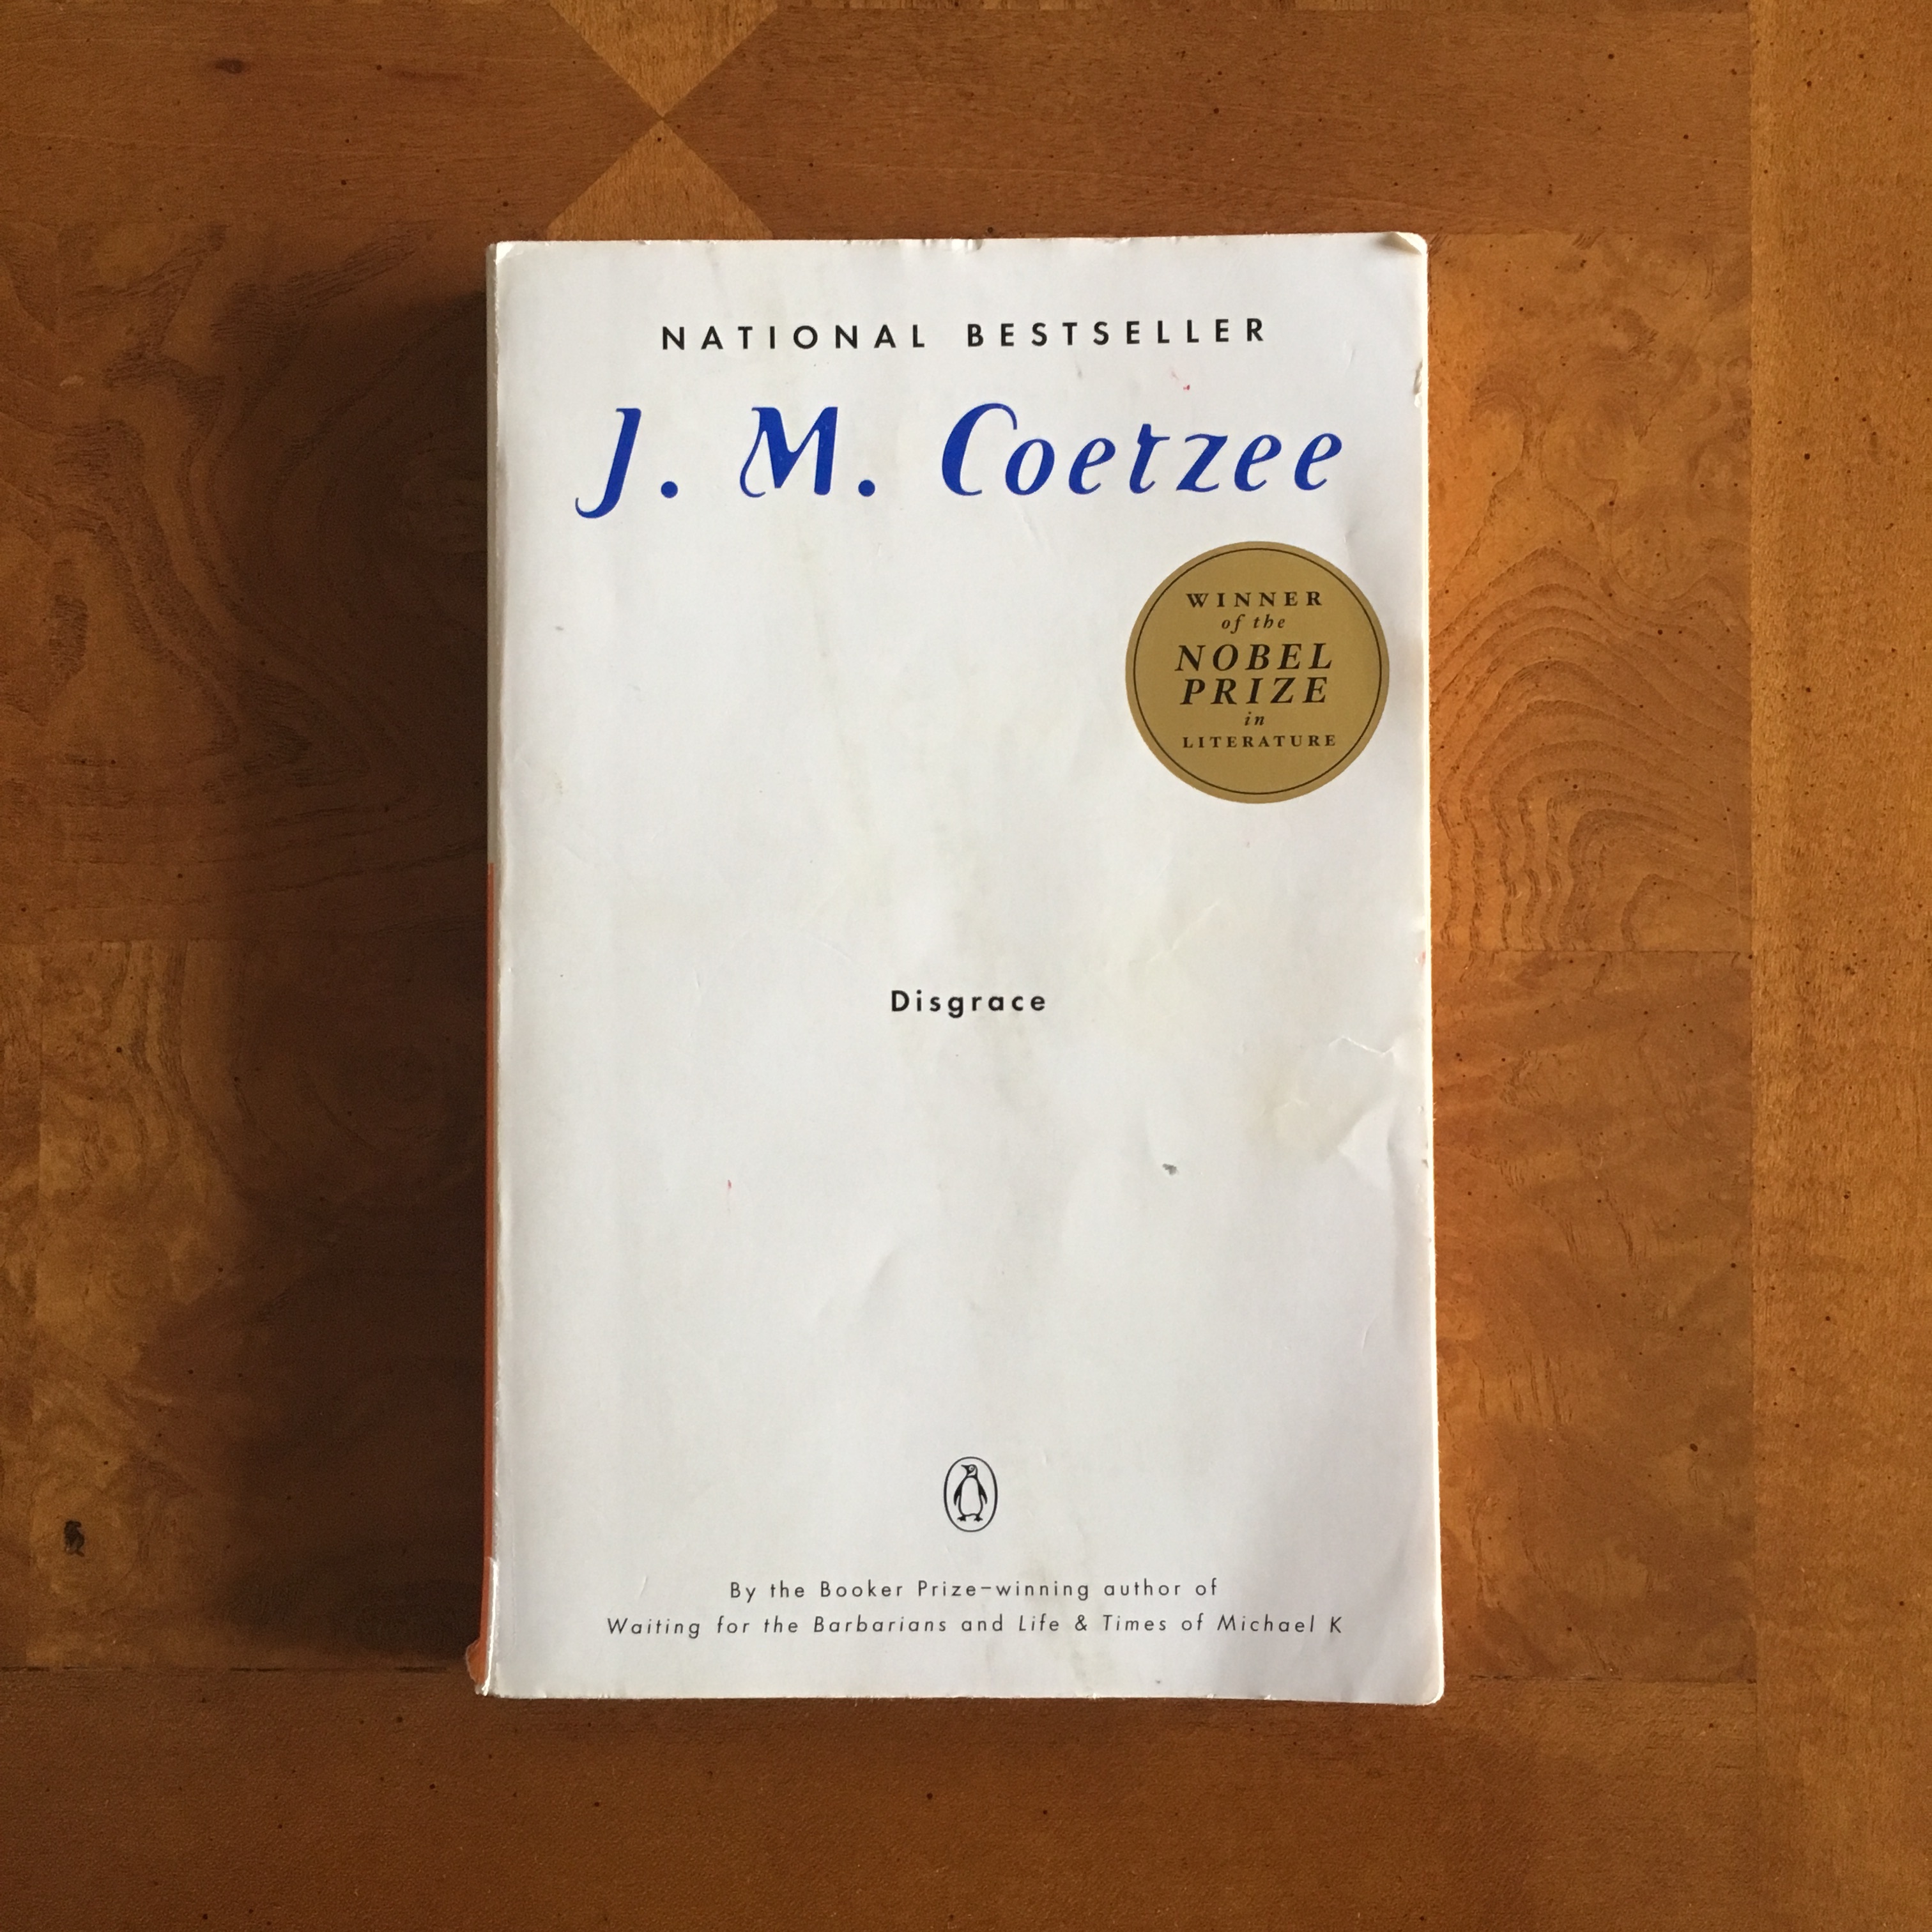 NATIONAL BESTSELLER
J. M. Coetzee
WINNER
of the
NOBEL
PRIZE
in
LITERATURE
Disgrace
By the Booker Prize–winning author of
Waiting for the Barbarians and Life & Times of Michael K